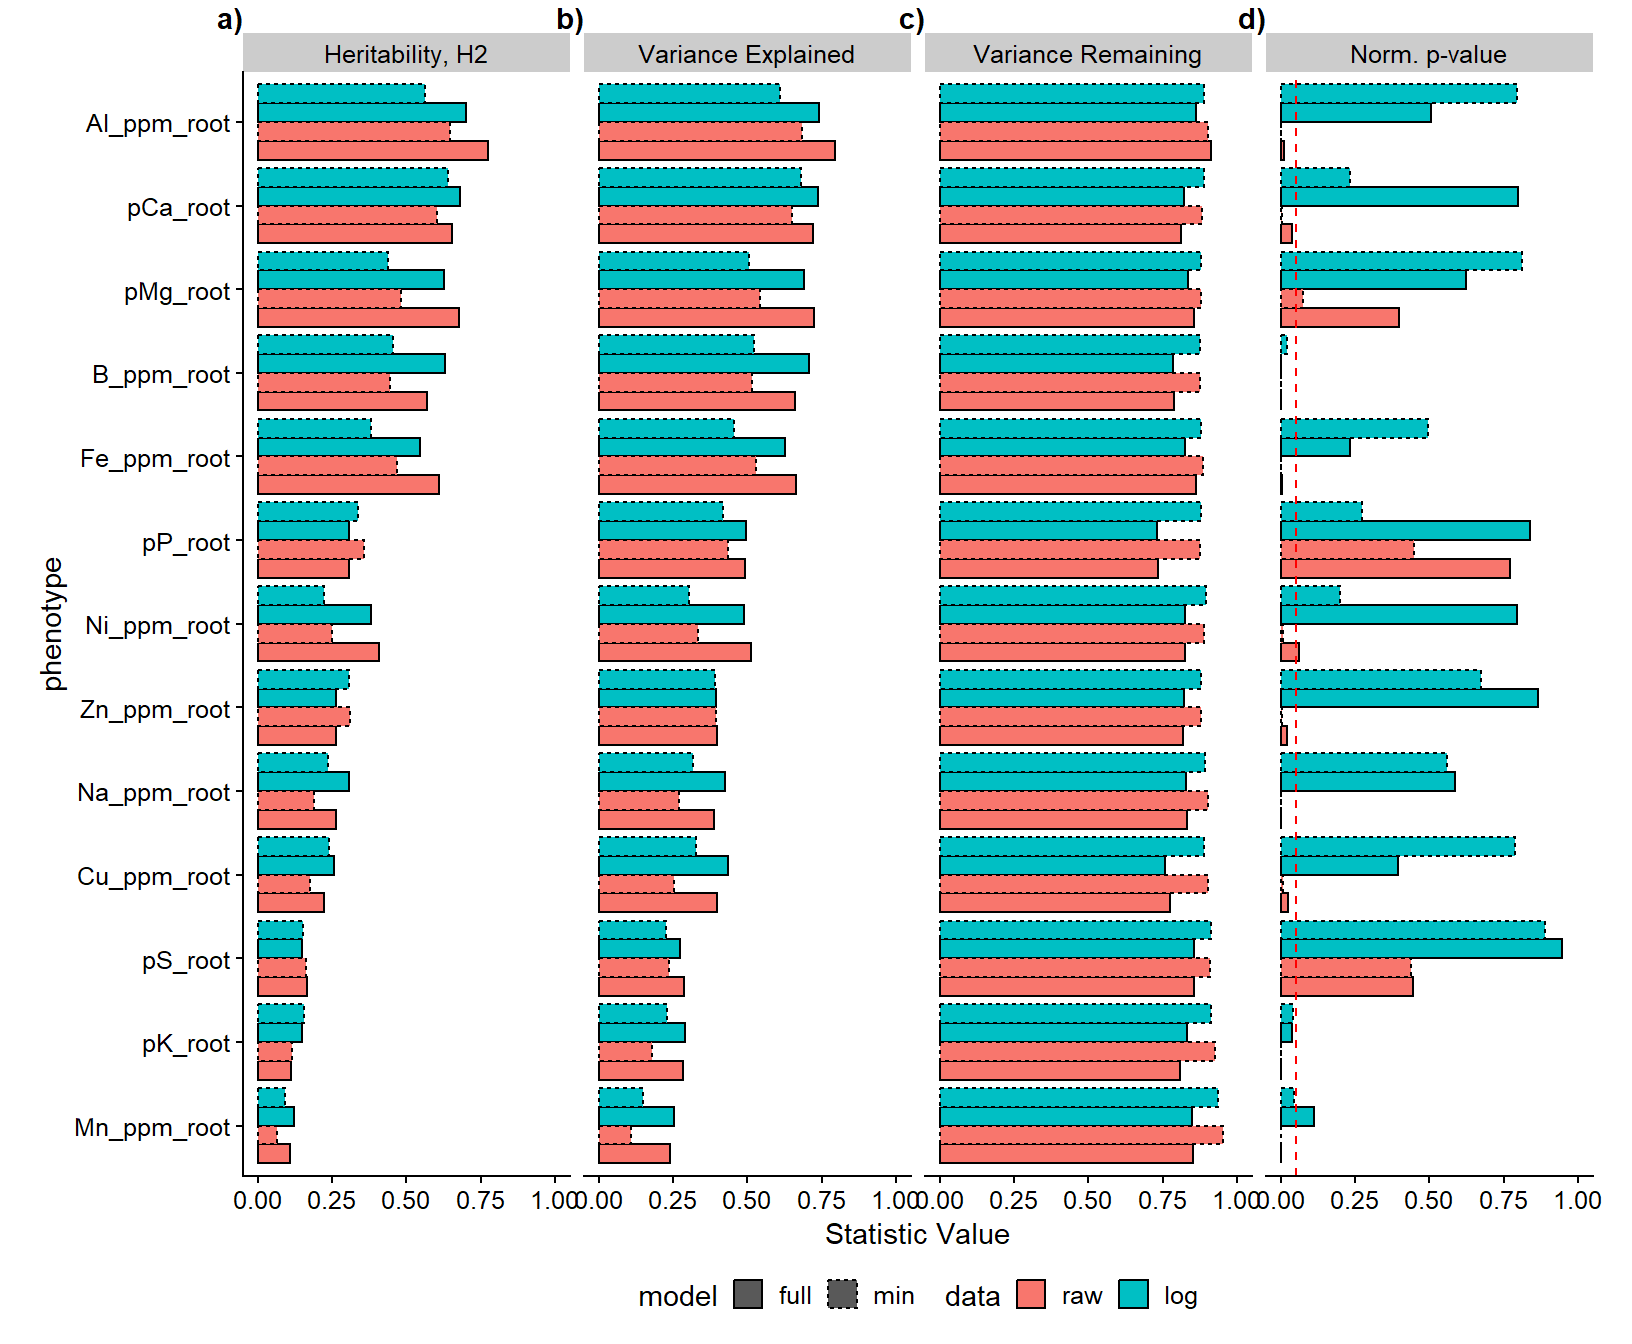 a) b) c) d)
Heritability, H2 Variance Explained Variance Remaining Norm. p-value
Al_ppm_root
pCa_root
pMg_root
B_ppm_root
Fe_ppm_root
pP_root
Ni_ppm_root
Zn_ppm_root
Na_ppm_root
Cu_ppm_root
pS_root
pK_root
Mn_ppm_root
phenotype
0.00 0.25 0.50 0.75 1.00 0.00 0.25 0.50 0.75 1.00 0.00 0.25 0.50 0.75 1.00 0.00 0.25 0.50 0.75 1.00
Statistic Value
model full min data raw log